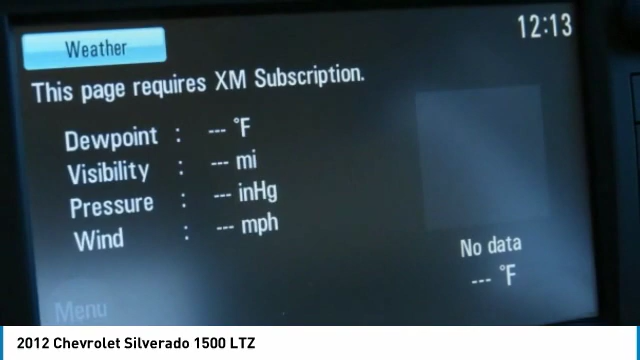 Weather
12:13
This page requires XM Subscription.
Dewpoint : --- °F
Visibility : --- mi
Pressure : --- inHg
Wind : --- mph
No data
--- °F
Menu
2012 Chevrolet Silverado 1500 LTZ